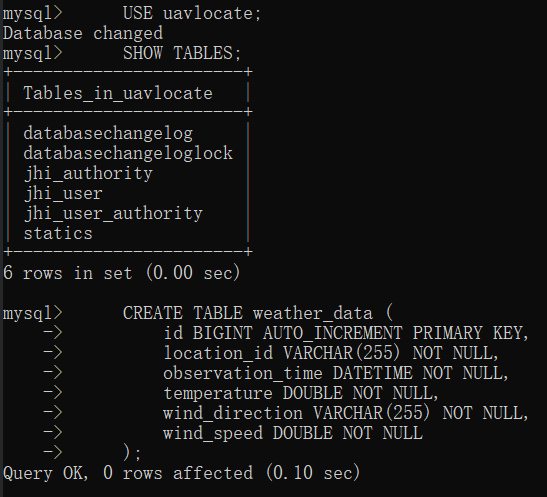 mysql>      USE uavlocate;
Database changed
mysql>      SHOW TABLES;
+---------------------+
| Tables_in_uavlocate |
+---------------------+
| databasechangelog
| databasechangeloglock
| jhi_authority
| jhi_user
| jhi_user_authority
| statics
+---------------------+
6 rows in set (0.00 sec)
mysql>      CREATE TABLE weather_data (
    ->          id BIGINT AUTO_INCREMENT PRIMARY KEY,
    ->          location_id VARCHAR(255) NOT NULL,
    ->          observation_time DATETIME NOT NULL,
    ->          temperature DOUBLE NOT NULL,
    ->          wind_direction VARCHAR(255) NOT NULL,
    ->          wind_speed DOUBLE NOT NULL
    ->      );
Query OK, 0 rows affected (0.10 sec)